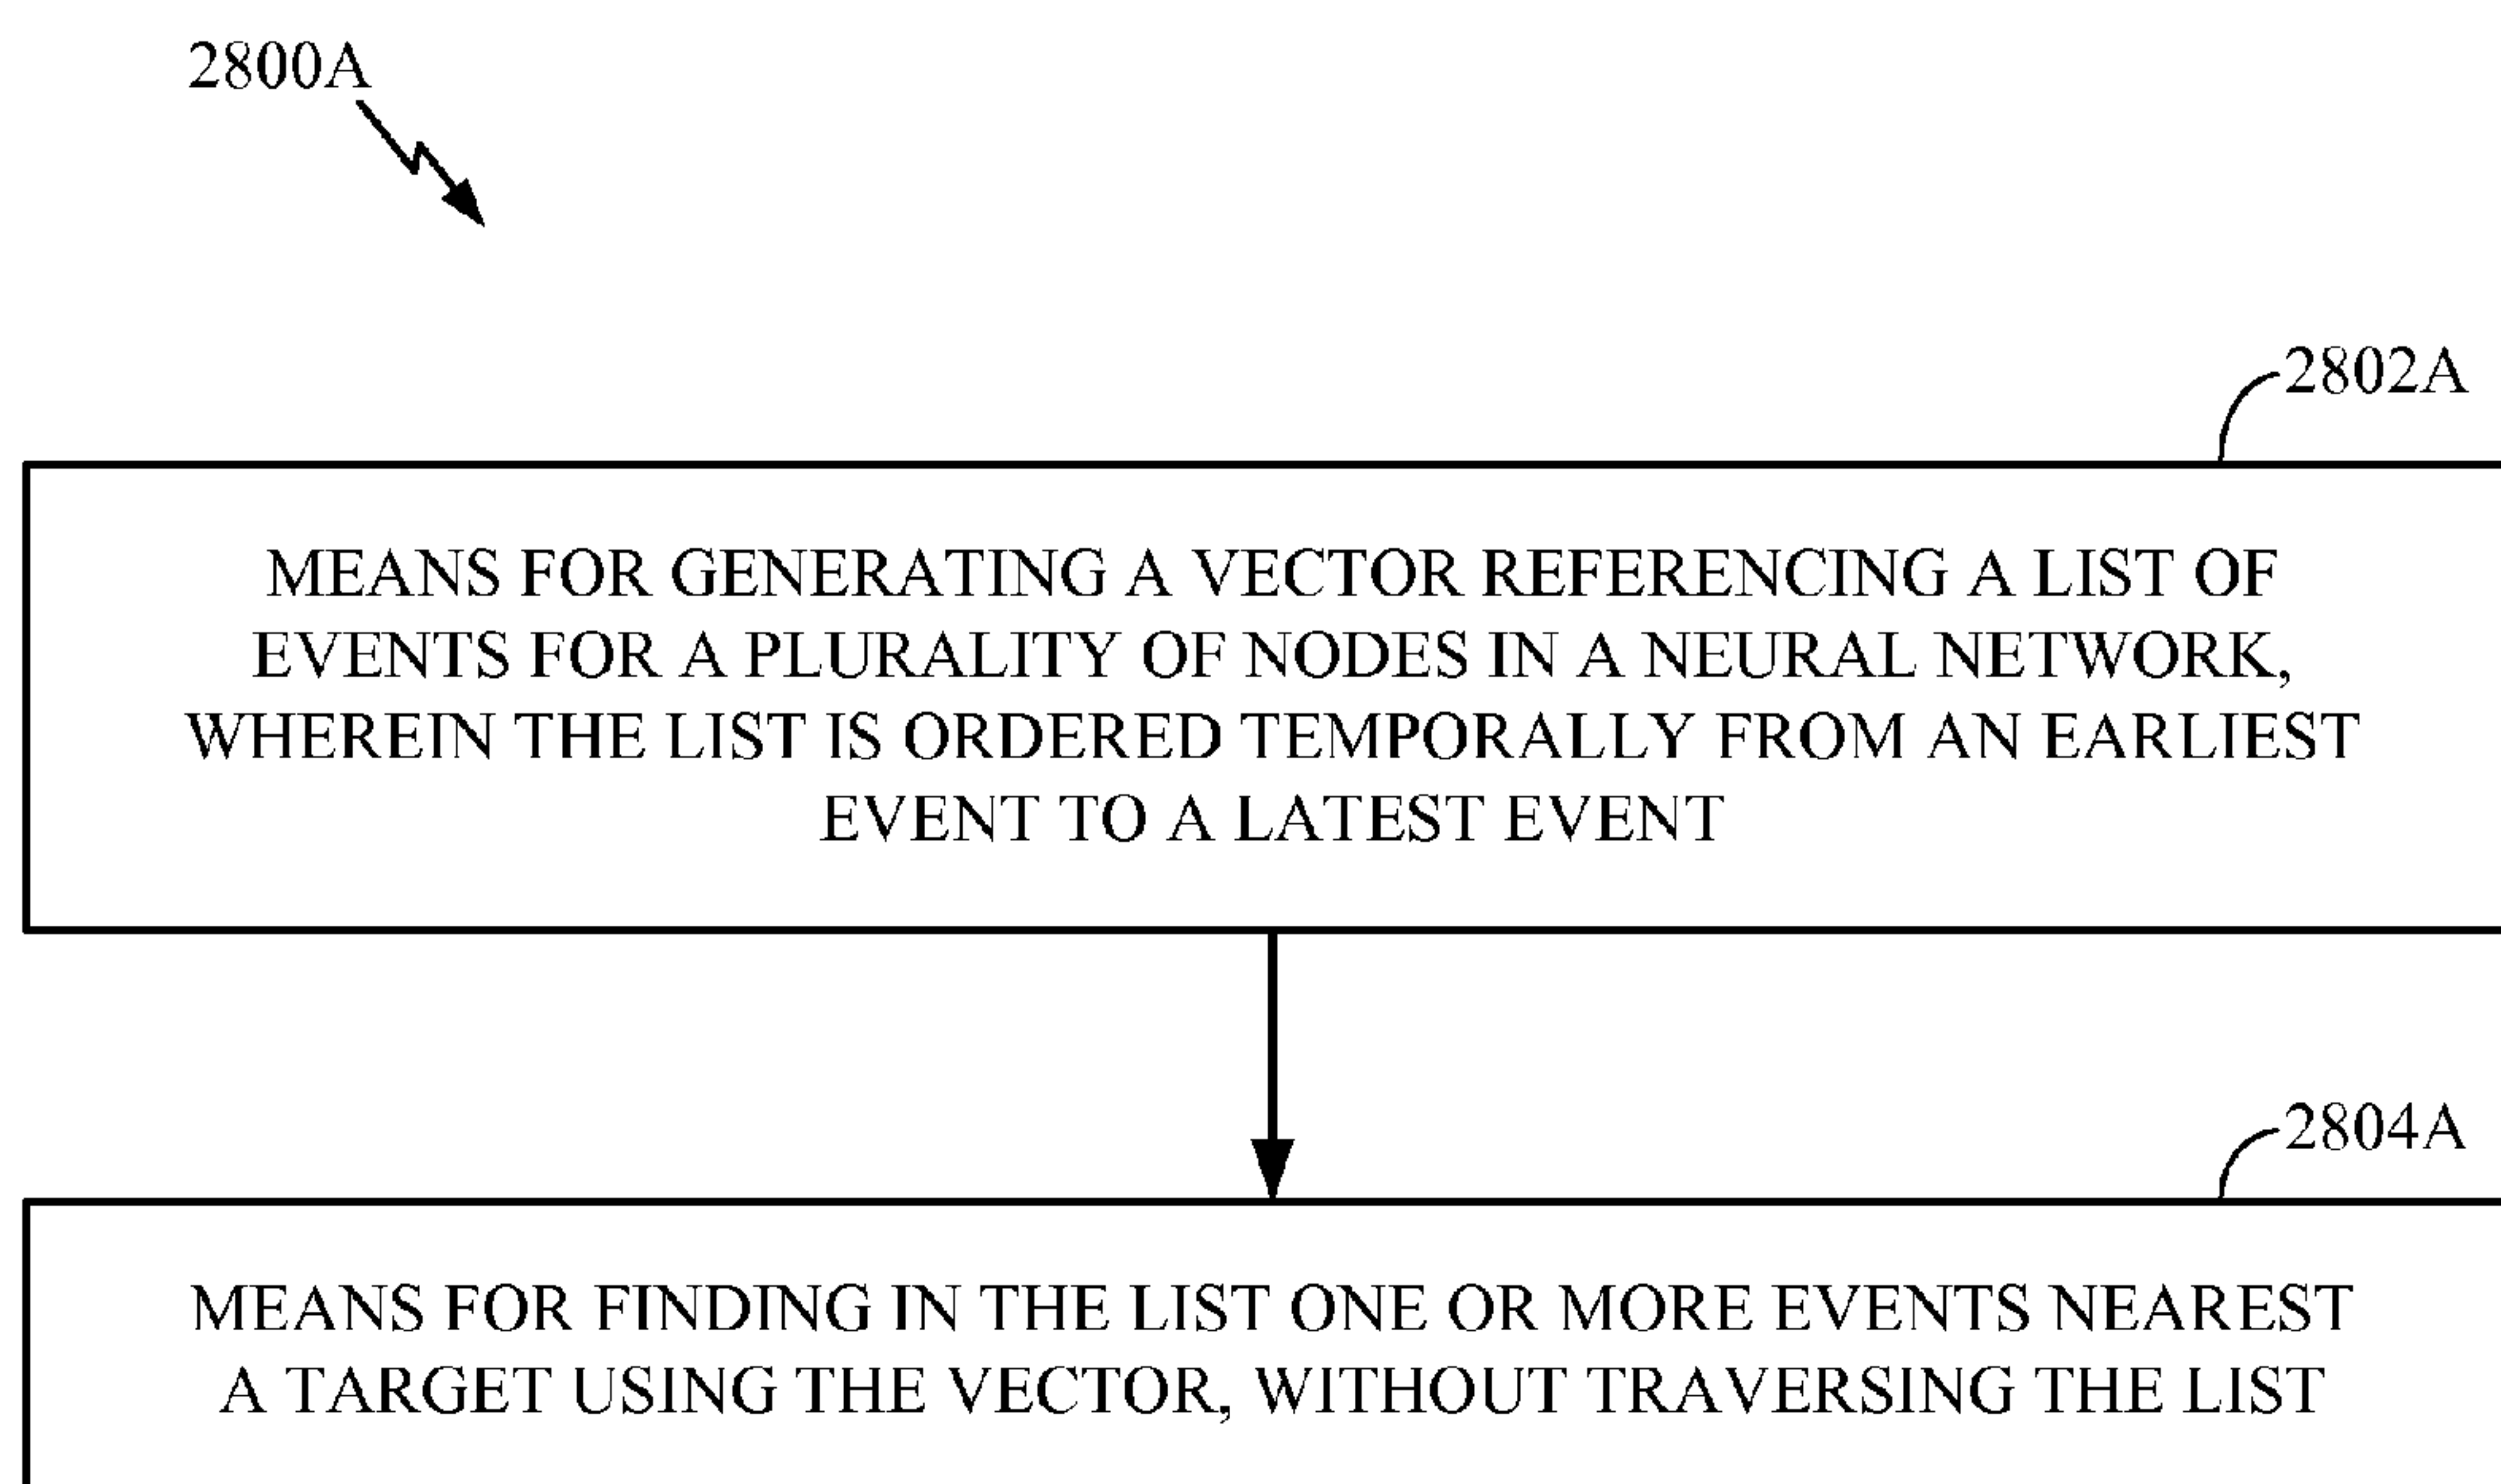 2800A
2802A
MEANS FOR GENERATING A VECTOR REFERENCING A LIST OF
EVENTS FOR A PLURALITY OF NODES IN A NEURAL NETWORK,
WHEREIN THE LIST IS ORDERED TEMPORALLY FROM AN EARLIEST
EVENT TO A LATEST EVENT
2804A
MEANS FOR FINDING IN THE LIST ONE OR MORE EVENTS NEAREST
A TARGET USING THE VECTOR, WITHOUT TRAVERSING THE LIST